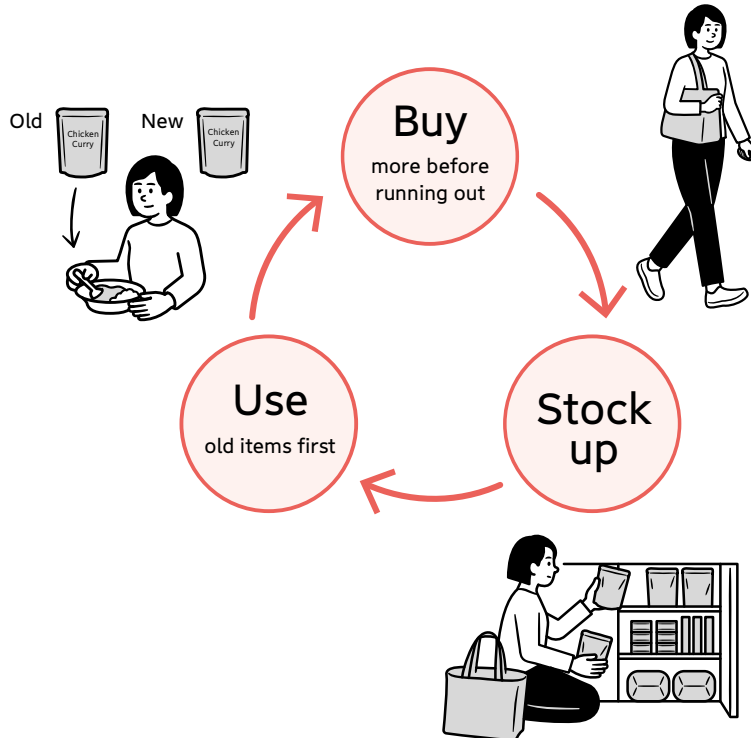 Buy
more before
running out
Old
Chicken
Curry
New
Chicken
Curry
Use
old items first
Stock
up